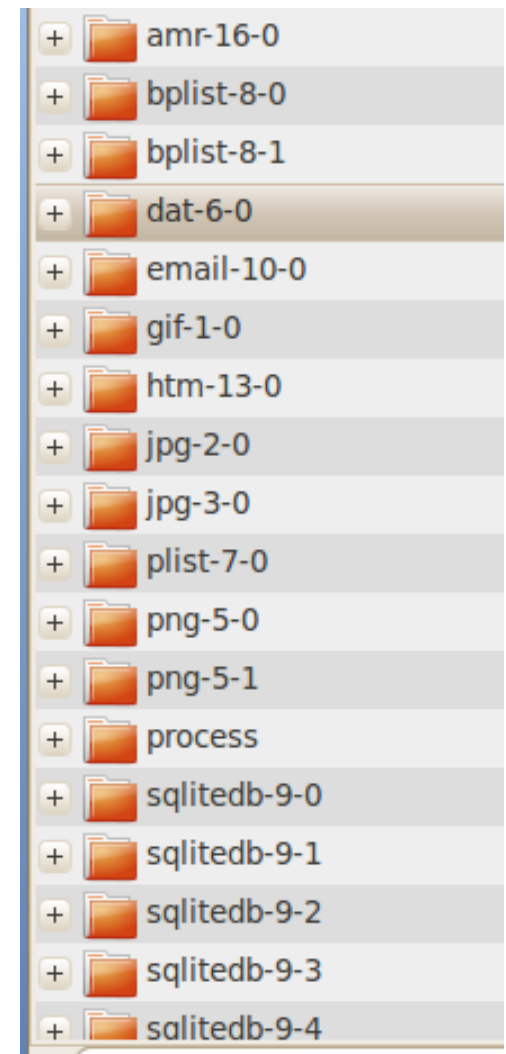 amr-16-0
bplist-8-0
bplist-8-1
dat-6-0
email-10-0
gif-1-0
htm-13-0
jpg-2-0
jpg-3-0
plist-7-0
png-5-0
png-5-1
process
sqlitedb-9-0
sqlitedb-9-1
sqlitedb-9-2
sqlitedb-9-3
sqlitedb-9-4